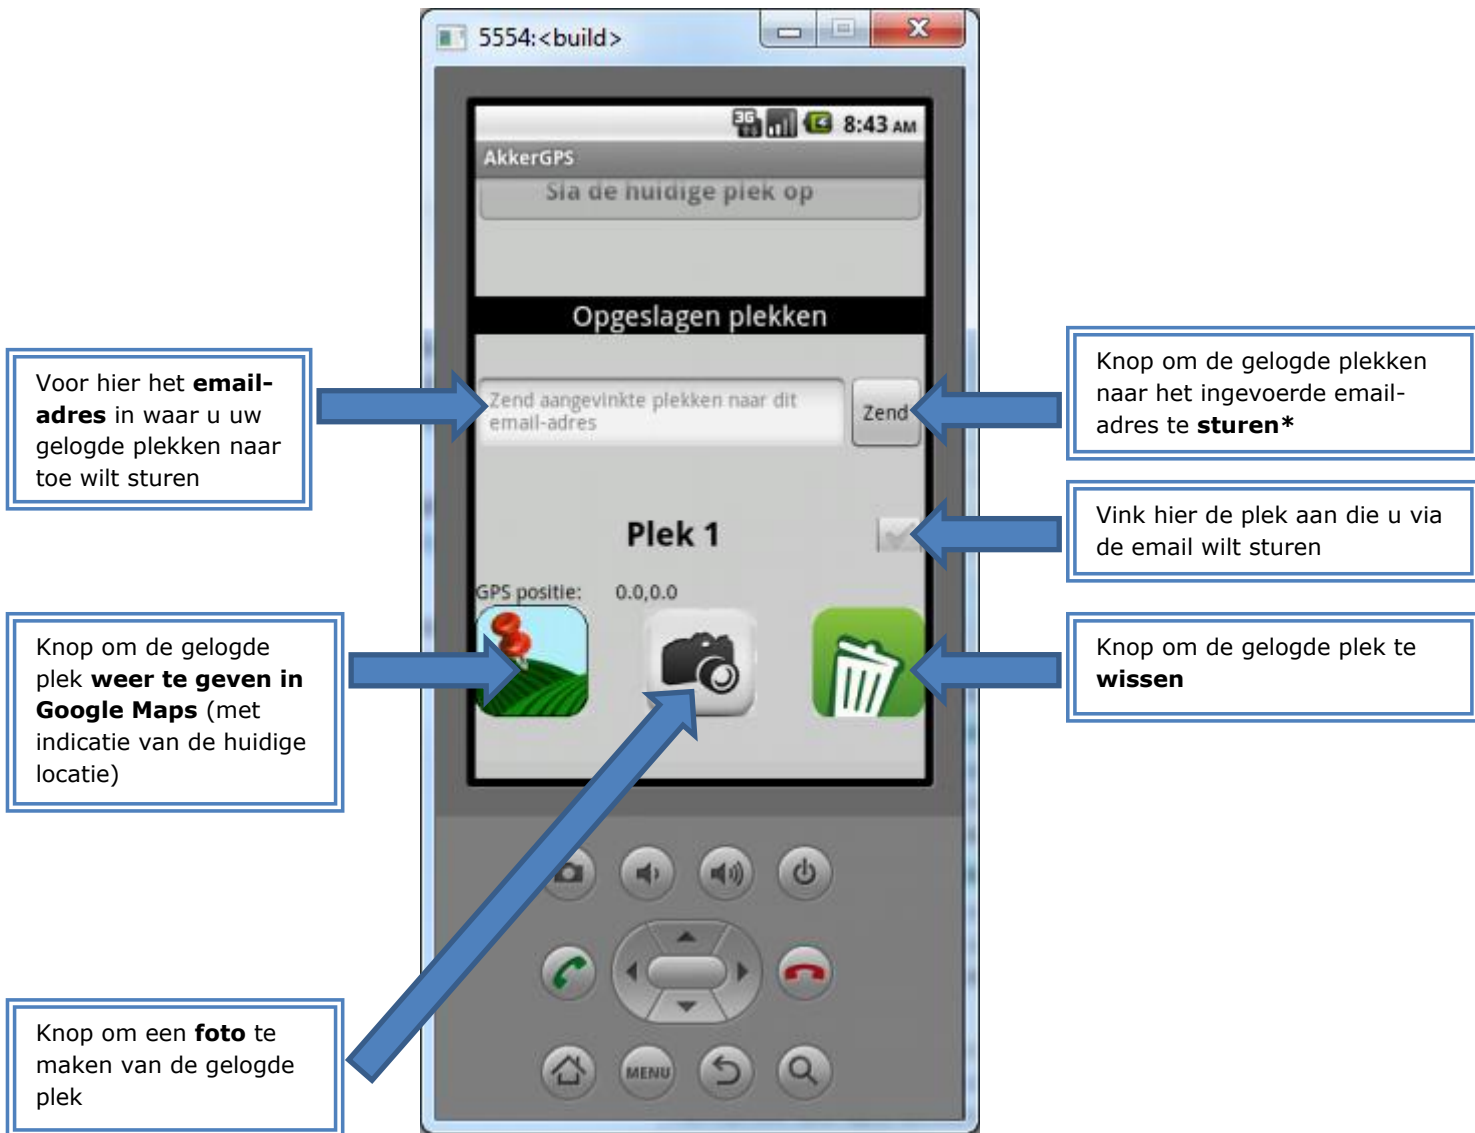 5554:<build>
3G
8:43 AM
AkkerGPS
Sla de huidige plek op
Opgeslagen plekken
Voor hier het email-
adres in waar u uw
gelogde plekken naar
toe wilt sturen
Zend aangevinkte plekken naar dit
email-adres
Zend
Knop om de gelogde plekken
naar het ingevoerde email-
adres te sturen*
Plek 1
Vink hier de plek aan die u via
de email wilt sturen
GPS positie: 0.0,0.0
Knop om de gelogde
plek weer te geven in
Google Maps (met
indicatie van de huidige
locatie)
Knop om de gelogde plek te
wissen
Knop om een foto te
maken van de gelogde
plek
MENU